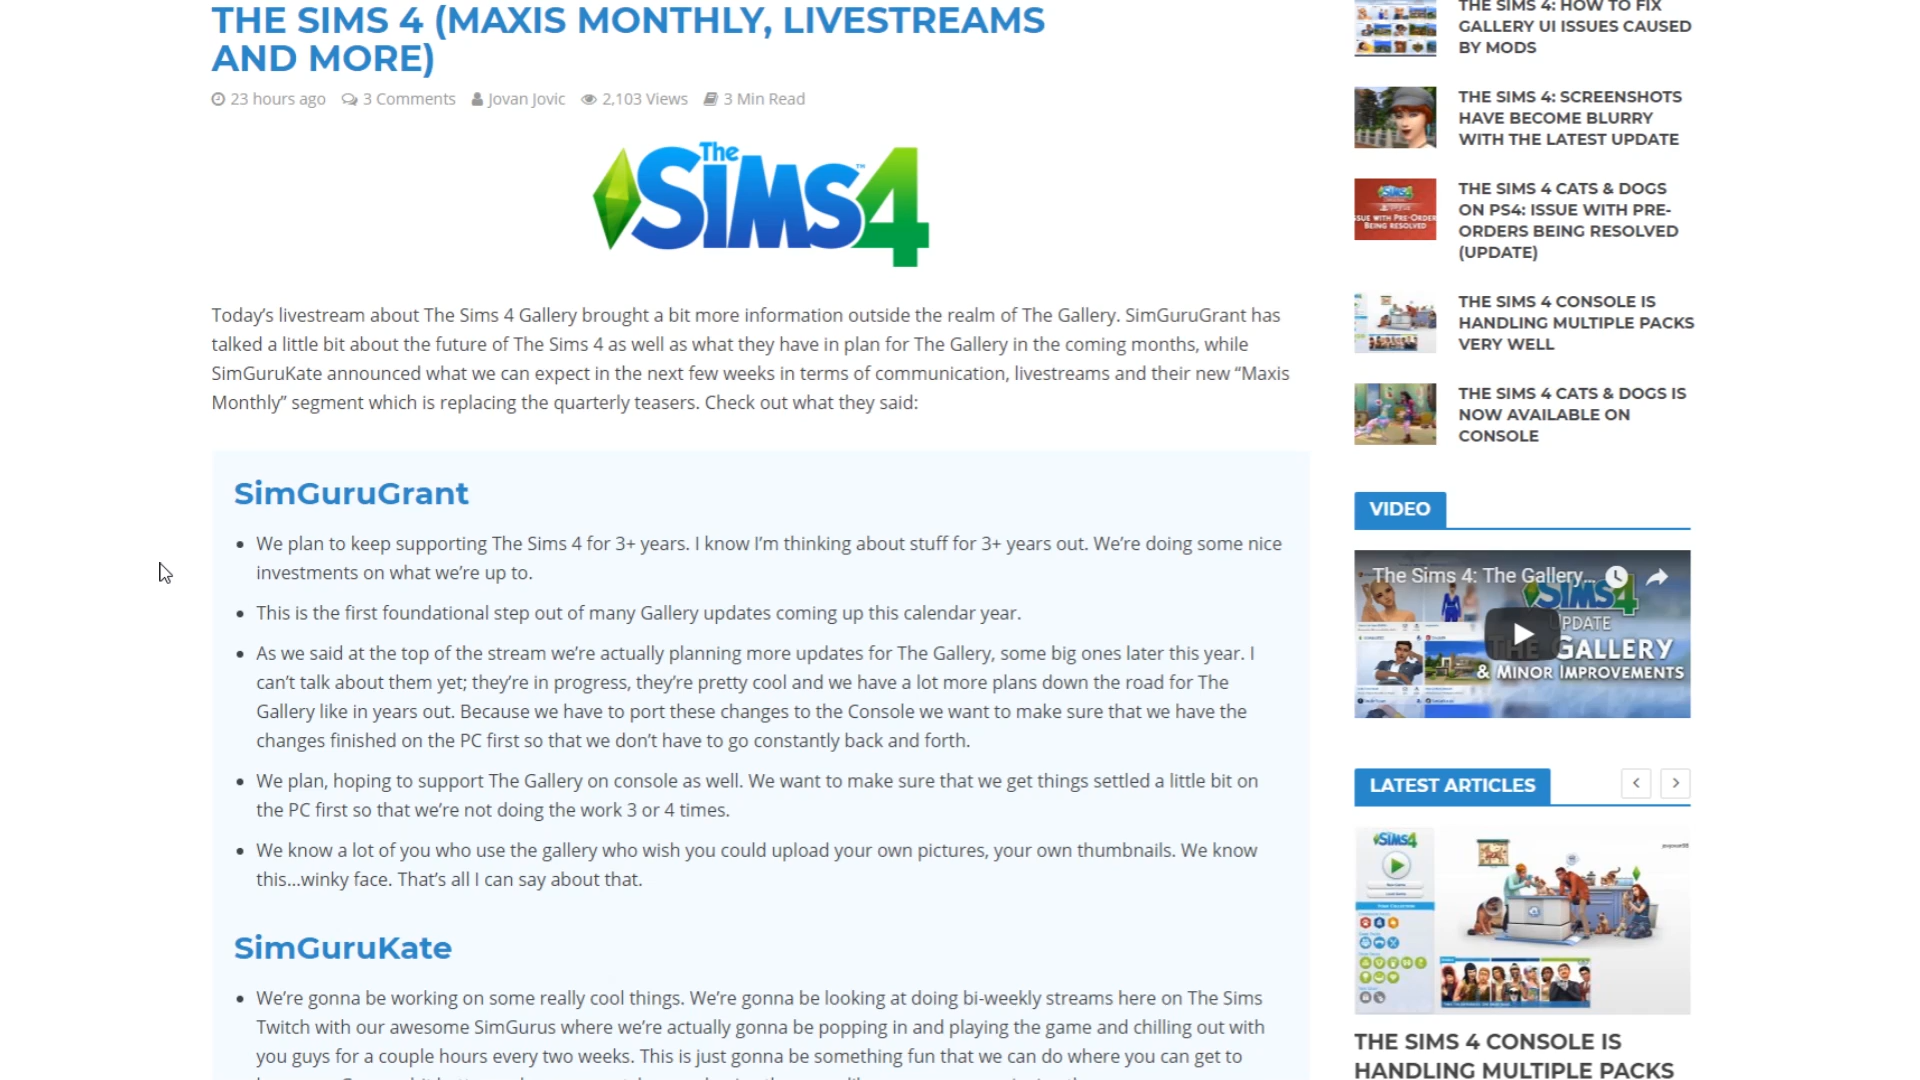 THE SIMS 4 (MAXIS MONTHLY, LIVESTREAMS
AND MORE)
23 hours ago 3 Comments Jovan Jovic 2,103 Views 3 Min Read
The SiMS 4
Today's livestream about The Sims 4 Gallery brought a bit more information outside the realm of The Gallery. SimGuruGrant has
talked a little bit about the future of The Sims 4 as well as what they have in plan for The Gallery in the coming months, while
SimGuruKate announced what we can expect in the next few weeks in terms of communication, livestreams and their new “Maxis
Monthly” segment which is replacing the quarterly teasers. Check out what they said:
SimGuruGrant
• We plan to keep supporting The Sims 4 for 3+ years. I know I'm thinking about stuff for 3+ years out. We're doing some nice
investments on what we're up to.
• This is the first foundational step out of many Gallery updates coming up this calendar year.
• As we said at the top of the stream we're actually planning more updates for The Gallery, some big ones later this year. I
can't talk about them yet; they're in progress, they're pretty cool and we have a lot more plans down the road for The
Gallery like in years out. Because we have to port these changes to the Console we want to make sure that we have the
changes finished on the PC first so that we don't have to go constantly back and forth.
• We plan, hoping to support The Gallery on console as well. We want to make sure that we get things settled a little bit on
the PC first so that we're not doing the work 3 or 4 times.
• We know a lot of you who use the gallery who wish you could upload your own pictures, your own thumbnails. We know
this...winky face. That's all I can say about that.
SimGuruKate
• We're gonna be working on some really cool things. We're gonna be looking at doing bi-weekly streams here on The Sims
Twitch with our awesome SimGurus where we're actually gonna be popping in and playing the game and chilling out with
you guys for a couple hours every two weeks. This is just gonna be something fun that we can do where you can get to
THE SIMS 4: HOW TO FIX
GALLERY UI ISSUES CAUSED
BY MODS
THE SIMS 4: SCREENSHOTS
HAVE BECOME BLURRY
WITH THE LATEST UPDATE
SIMS4
ISSUE WITH PRE-ORDER
BEING RESOLVED
THE SIMS 4 CATS & DOGS
ON PS4: ISSUE WITH PRE-
ORDERS BEING RESOLVED
(UPDATE)
THE SIMS 4 CONSOLE IS
HANDLING MULTIPLE PACKS
VERY WELL
THE SIMS 4 CATS & DOGS IS
NOW AVAILABLE ON
CONSOLE
VIDEO
The Sims 4: The Gallery...
SIMS4
UPDATE
THE GALLERY
& MINOR IMPROVEMENTS
LATEST ARTICLES
SIMS4
THE SIMS 4 CONSOLE IS
HANDLING MULTIPLE PACKS